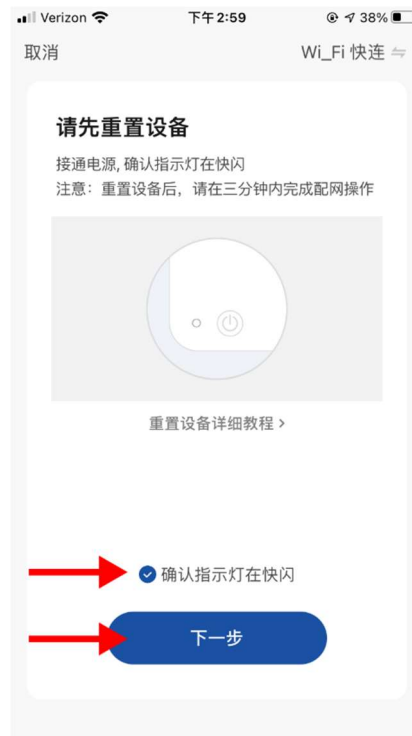 Verizon 下午2:59 38%
取消 Wi_Fi 快连
请先重置设备
接通电源, 确认指示灯在快闪
注意：重置设备后，请在三分钟内完成配网操作
重置设备详细教程 >
确认指示灯在快闪
下一步